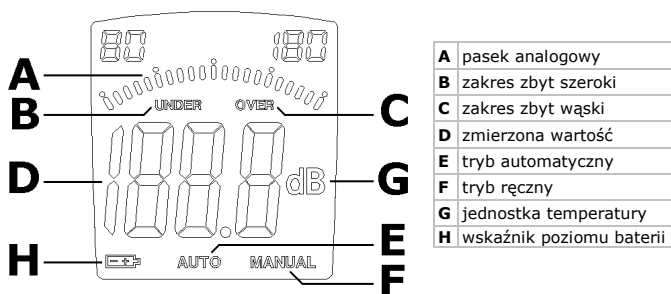 80 180
A
B UNDER OVER C
D 188.8 dB G
E
H AUTO MANUAL
F
A pasek analogowy
B zakres zbyt szeroki
C zakres zbyt wąski
D zmierzona wartość
E tryb automatyczny
F tryb ręczny
G jednostka temperatury
H wskaźnik poziomu baterii